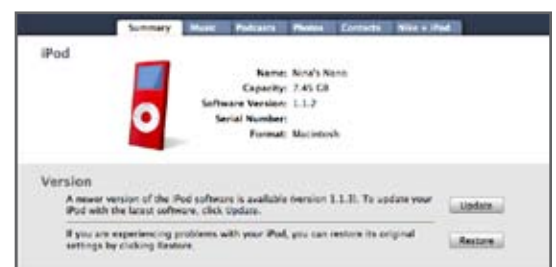 Summary Music Podcasts Photos Contacts Nike + iPod
iPod
Name: Nina's Nano
Capacity: 7.45 GB
Software Version: 1.1.2
Serial Number:
Format: Macintosh
Version
A newer version of the iPod software is available (version 1.1.3). To update your
iPod with the latest software, click Update.
Update
If you are experiencing problems with your iPod, you can restore its original
settings by clicking Restore.
Restore